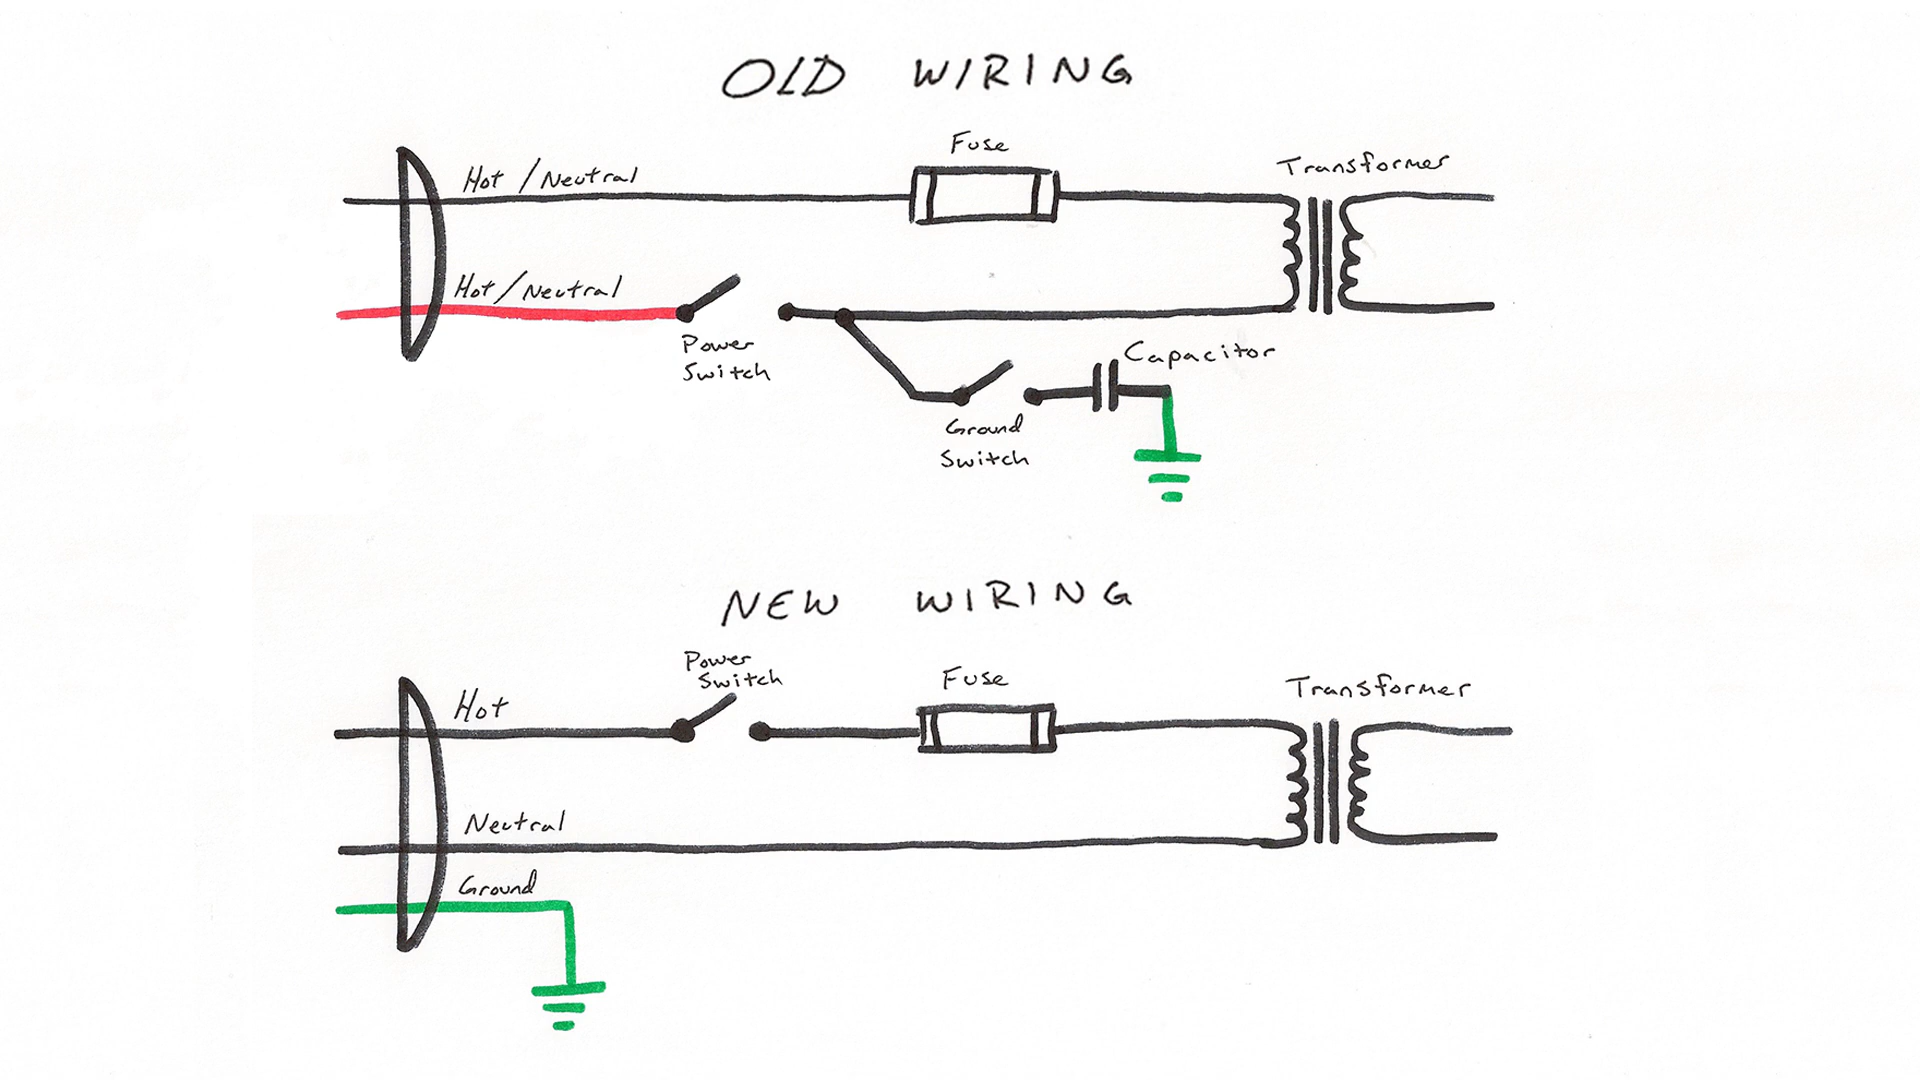 OLD WIRING
Fuse
Hot / Neutral
Transformer
Hot/Neutral
Power
Switch
Capacitor
Ground
Switch
NEW WIRING
Power
Switch
Fuse
Hot
Transformer
Neutral
Ground